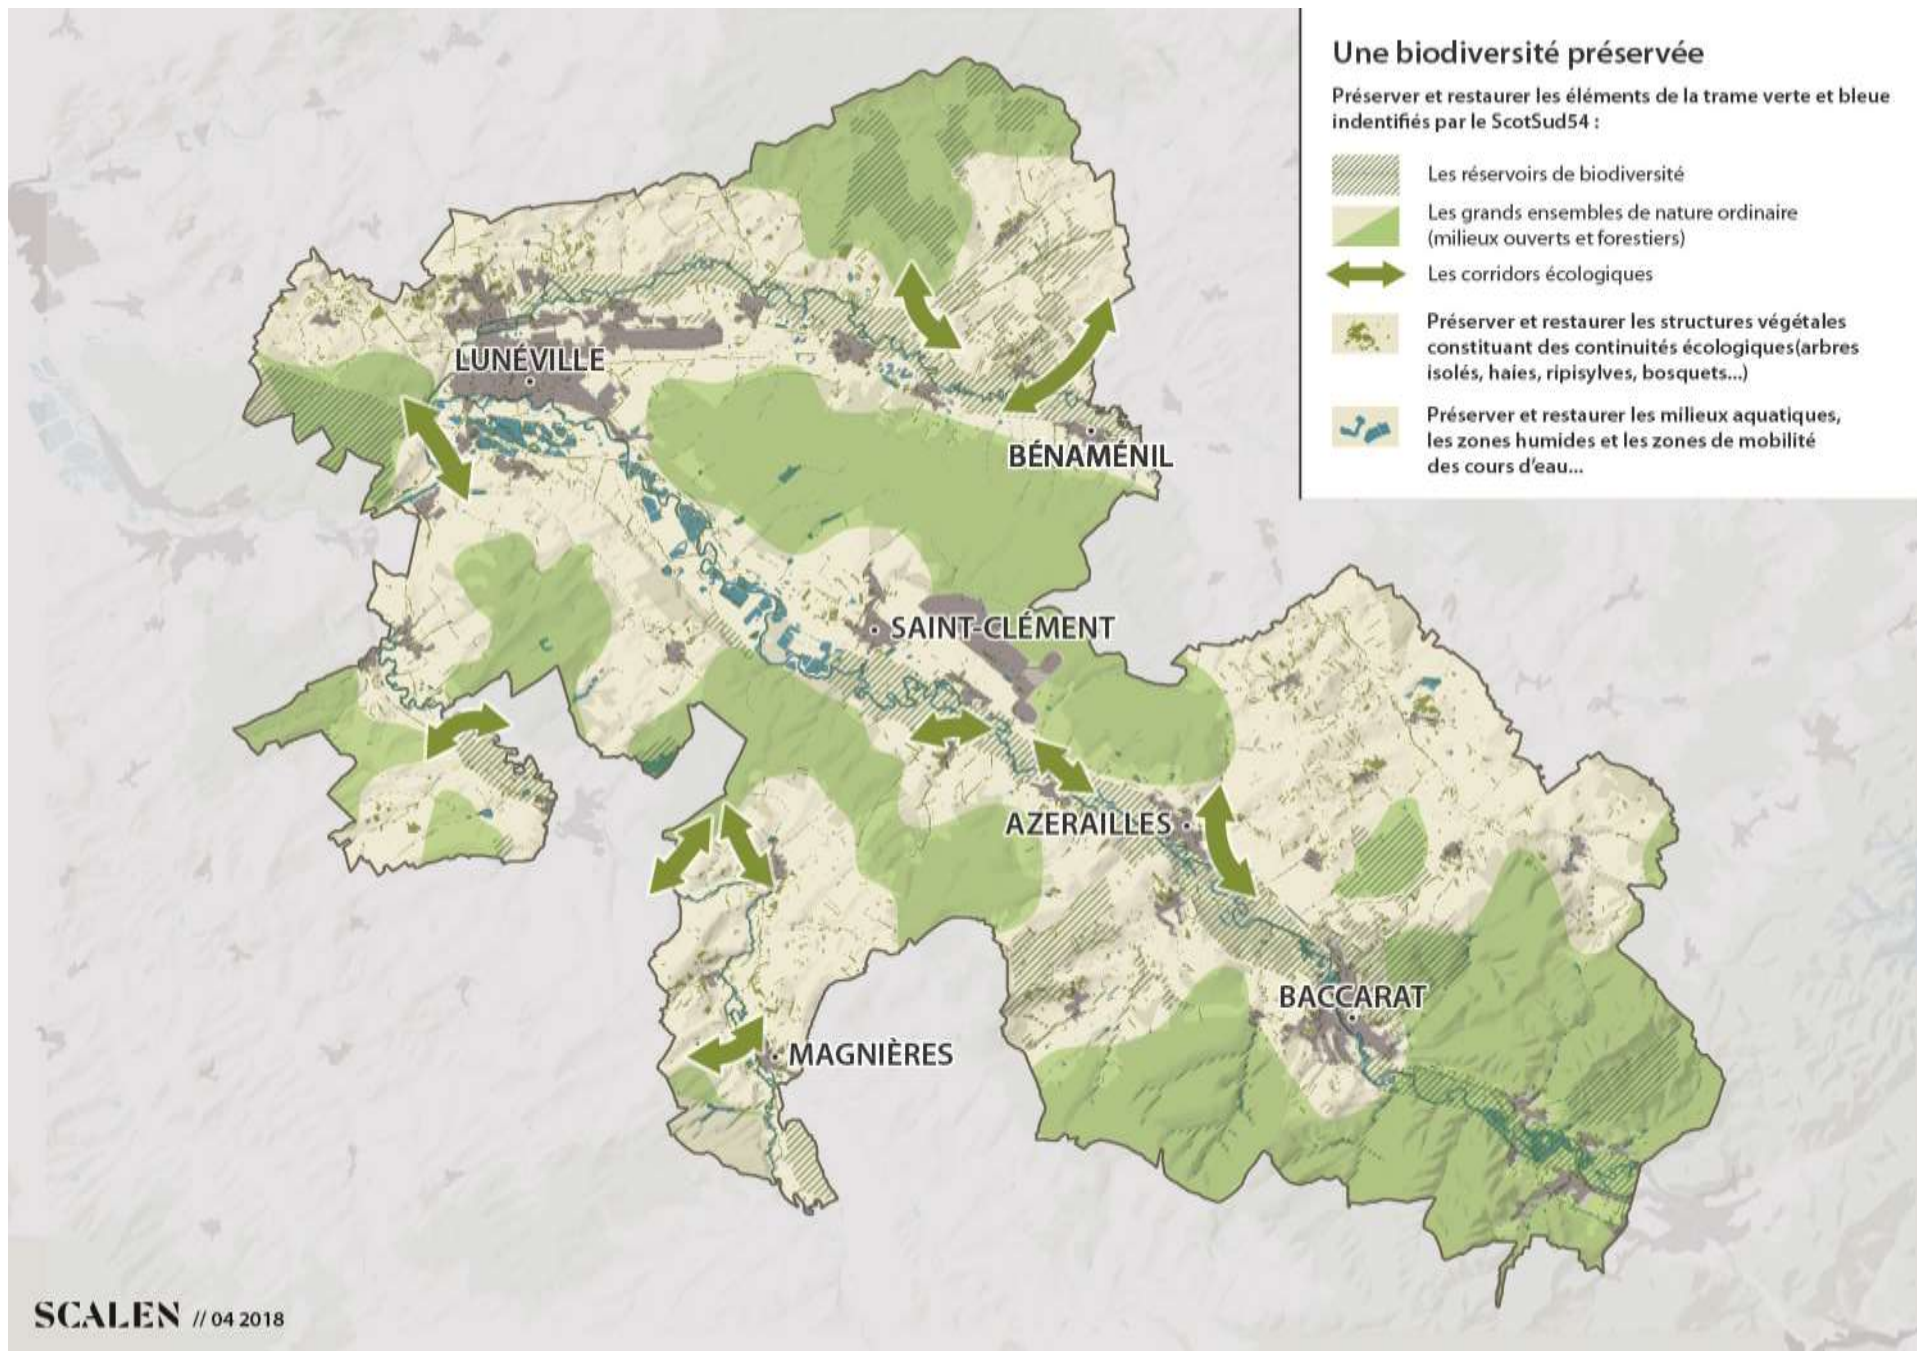 Une biodiversité préservée
Préserver et restaurer les éléments de la trame verte et bleue
indentifiés par le ScotSud54 :
Les réservoirs de biodiversité
Les grands ensembles de nature ordinaire
(milieux ouverts et forestiers)
Les corridors écologiques
Préserver et restaurer les structures végétales
constituant des continuités écologiques(arbres
isolés, haies, ripisylves, bosquets...)
Préserver et restaurer les milieux aquatiques,
les zones humides et les zones de mobilité
des cours d'eau...
LUNÉVILLE
BÉNAMÉNIL
SAINT-CLÉMENT
AZERAILLES
BACCARAT
MAGNIÈRES
SCALEN // 04 2018